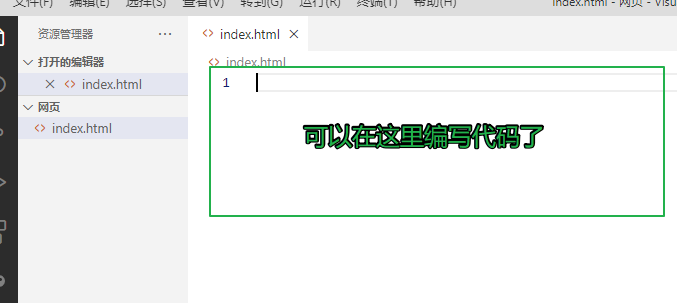 文件(F) 编辑(E) 选择(S) 查看(V) 转到(G) 运行(R) 终端(T) 帮助(H) index.html - 网页 - Visu
资源管理器 ···
index.html
打开的编辑器
index.html
网页
index.html
index.html
1
可以在这里编写代码了